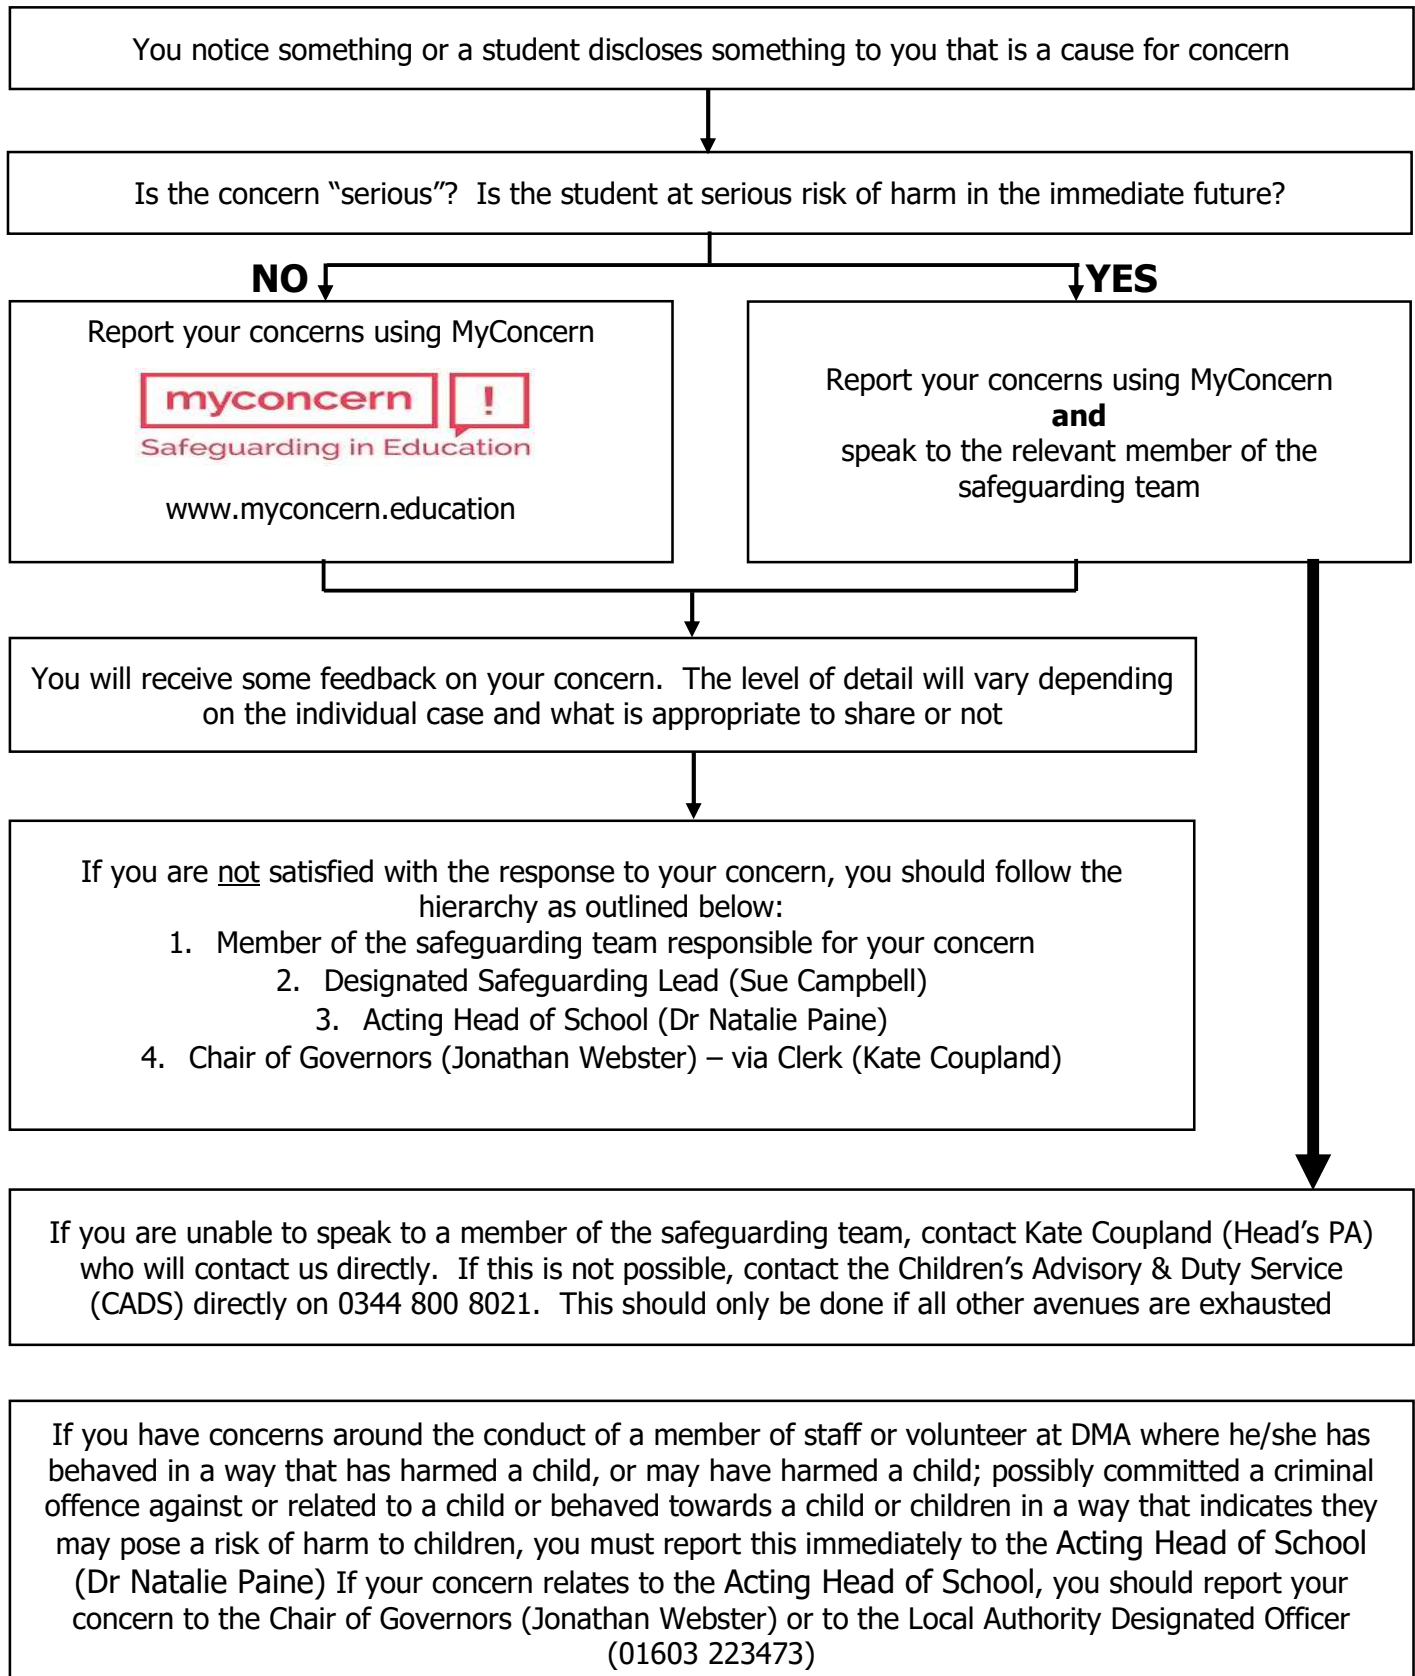 You notice something or a student discloses something to you that is a cause for concern
Is the concern “serious”?  Is the student at serious risk of harm in the immediate future?
NO
YES
Report your concerns using MyConcern
myconcern !
Safeguarding in Education
www.myconcern.education
Report your concerns using MyConcern
and
speak to the relevant member of the
safeguarding team
You will receive some feedback on your concern.  The level of detail will vary depending
on the individual case and what is appropriate to share or not
If you are not satisfied with the response to your concern, you should follow the
hierarchy as outlined below:
1. Member of the safeguarding team responsible for your concern
2. Designated Safeguarding Lead (Sue Campbell)
3. Acting Head of School (Dr Natalie Paine)
4. Chair of Governors (Jonathan Webster) – via Clerk (Kate Coupland)
If you are unable to speak to a member of the safeguarding team, contact Kate Coupland (Head’s PA)
who will contact us directly.  If this is not possible, contact the Children’s Advisory & Duty Service
(CADS) directly on 0344 800 8021.  This should only be done if all other avenues are exhausted
If you have concerns around the conduct of a member of staff or volunteer at DMA where he/she has
behaved in a way that has harmed a child, or may have harmed a child; possibly committed a criminal
offence against or related to a child or behaved towards a child or children in a way that indicates they
may pose a risk of harm to children, you must report this immediately to the Acting Head of School
(Dr Natalie Paine) If your concern relates to the Acting Head of School, you should report your
concern to the Chair of Governors (Jonathan Webster) or to the Local Authority Designated Officer
(01603 223473)